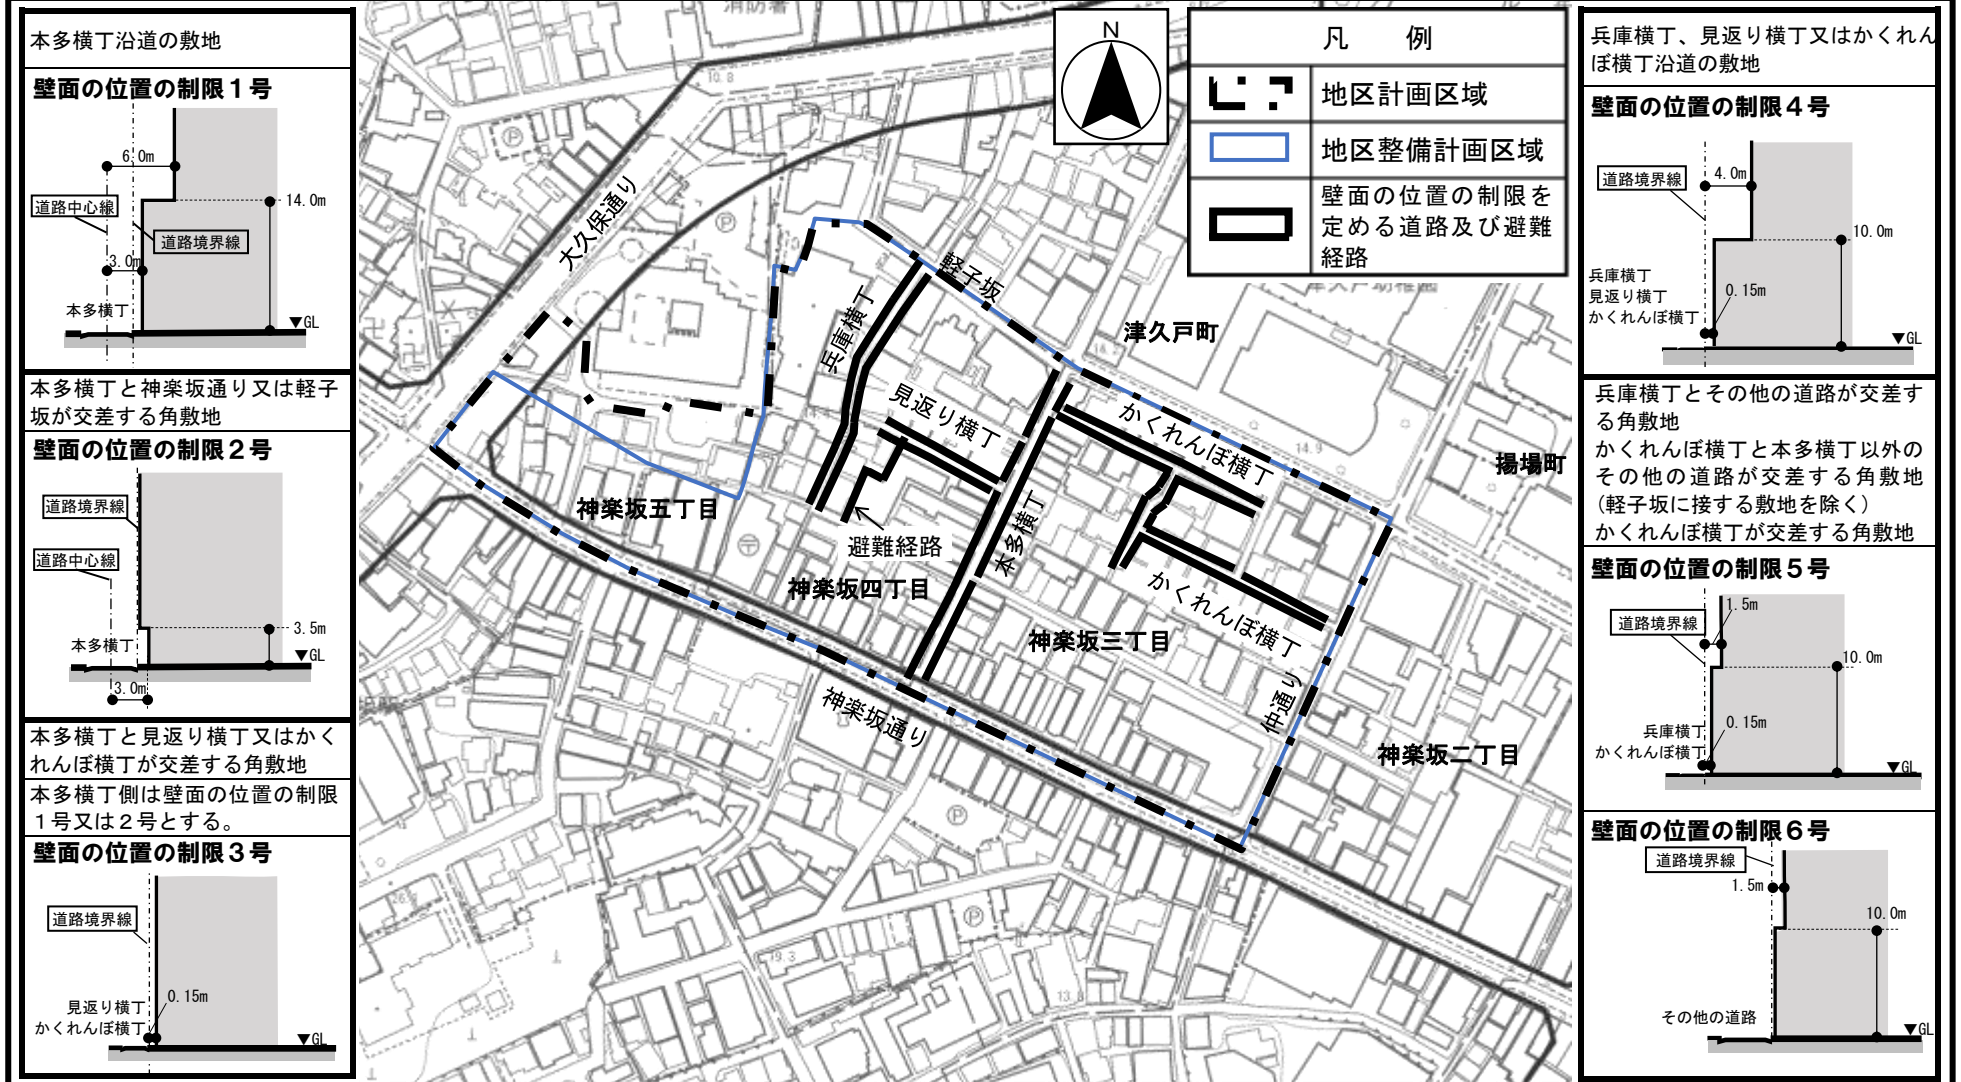 本多横丁沿道の敷地
壁面の位置の制限1号
6.0m
14.0m
道路中心線
道路境界線
3.0m
本多横丁
▼GL
本多横丁と神楽坂通り又は軽子
坂が交差する角敷地
壁面の位置の制限2号
道路境界線
道路中心線
3.5m
本多横丁
▼GL
3.0m
本多横丁と見返り横丁又はかく
れんぼ横丁が交差する角敷地
本多横丁側は壁面の位置の制限
1号又は2号とする。
壁面の位置の制限3号
道路境界線
0.15m
見返り横丁
かくれんぼ横丁
▼GL
消防署
10.8
大久保通り
軽子坂
兵庫横丁
津久戸町
見返り横丁
かくれんぼ横丁
14.9
揚場町
神楽坂五丁目
避難経路
本多横丁
神楽坂四丁目
かくれんぼ横丁
神楽坂三丁目
仲通り
神楽坂通り
神楽坂二丁目
19.3
N
凡 例
地区計画区域
地区整備計画区域
壁面の位置の制限を
定める道路及び避難
経路
津久戸幼稚園
兵庫横丁、見返り横丁又はかくれん
ぼ横丁沿道の敷地
壁面の位置の制限4号
道路境界線
4.0m
10.0m
兵庫横丁
見返り横丁
かくれんぼ横丁
0.15m
▼GL
兵庫横丁とその他の道路が交差す
る角敷地
かくれんぼ横丁と本多横丁以外の
その他の道路が交差する角敷地
(軽子坂に接する敷地を除く)
かくれんぼ横丁が交差する角敷地
壁面の位置の制限5号
1.5m
道路境界線
10.0m
0.15m
兵庫横丁
かくれんぼ横丁
▼GL
壁面の位置の制限6号
道路境界線
1.5m
10.0m
その他の道路
▼GL